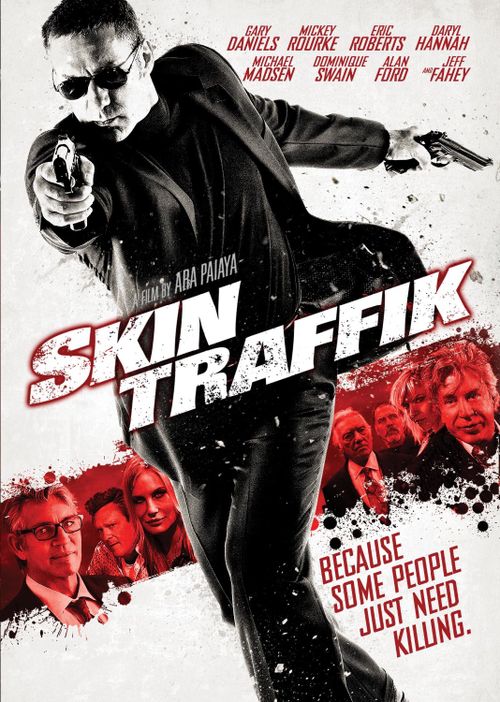 GARY MICKEY ERIC DARYL
DANIELS ROURKE ROBERTS HANNAH
MICHAEL DOMINIQUE ALAN JEFF
MADSEN SWAIN FORD AND FAHEY
A FILM BY ARA PAIAYA
SKIN
TRAFFIK
BECAUSE
SOME PEOPLE
JUST NEED
KILLING.